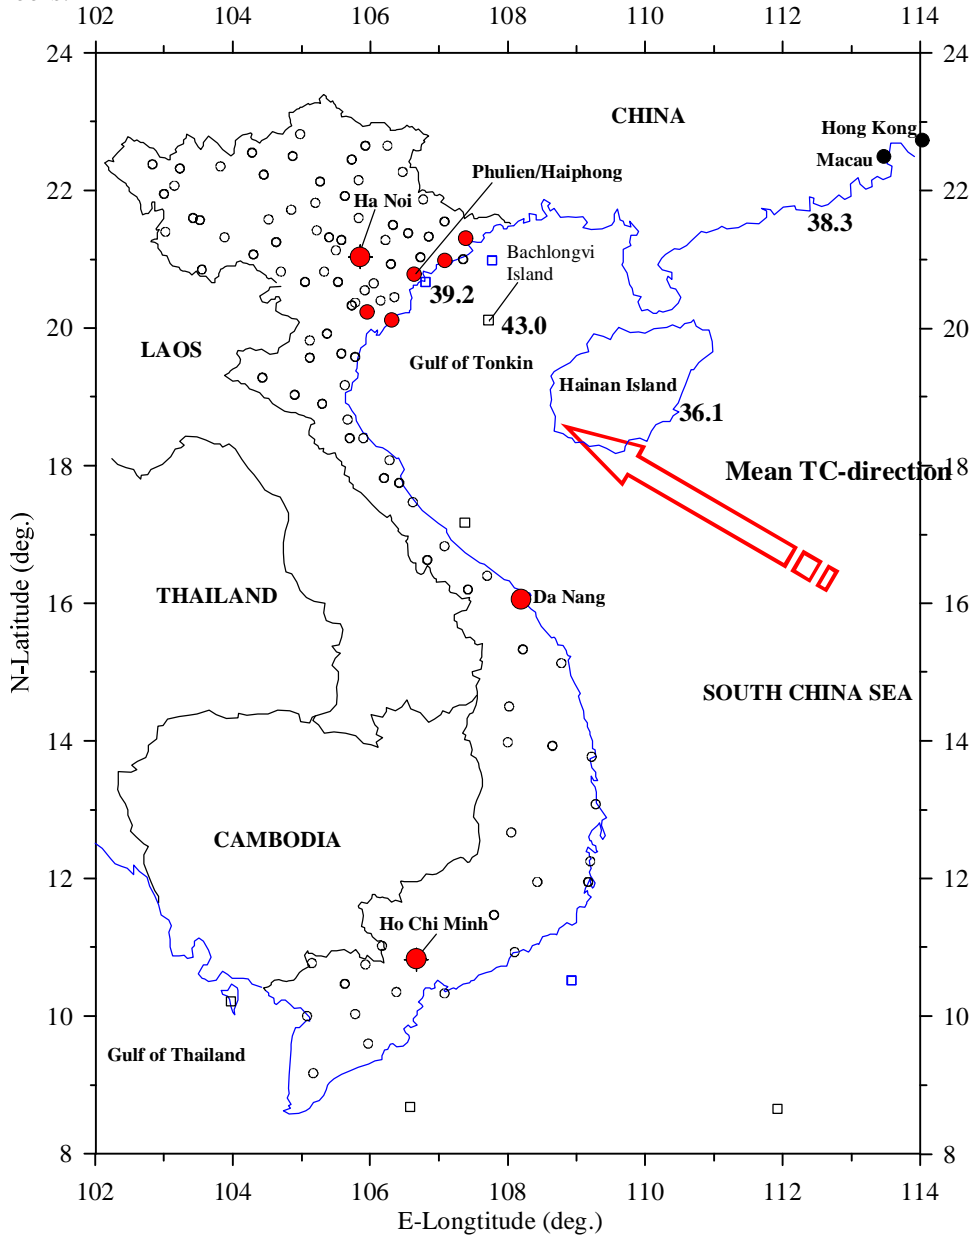 102 104 106 108 110 112 114
24 24
CHINA
Hong Kong
Macau
22 22
Phulien/Haiphong
Ha Noi
38.3
Bachlongvi
Island
39.2
43.0
20 20
LAOS
Gulf of Tonkin
Hainan Island
36.1
18 Mean TC-direction 18
THAILAND
16 16
Da Nang
N-Latitude (deg.)
SOUTH CHINA SEA
14 14
CAMBODIA
12 12
Ho Chi Minh
10 10
Gulf of Thailand
8 8
102 104 106 108 110 112 114
E-Longtitude (deg.)